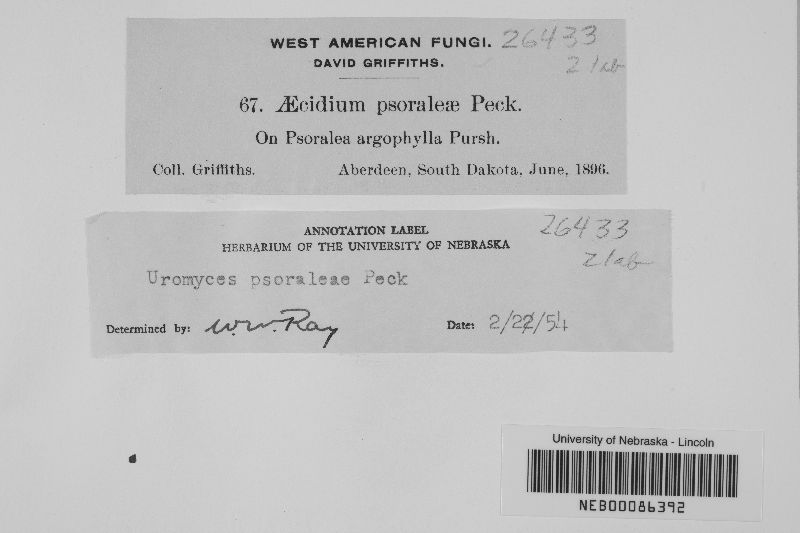 WEST AMERICAN FUNGI. 26433
DAVID GRIFFITHS.
67. Æcidium psoraleæ Peck.
On Psoralea argophylla Pursh.
Coll. Griffiths. Aberdeen, South Dakota, June, 1896.
ANNOTATION LABEL 26433
HERBARIUM OF THE UNIVERSITY OF NEBRASKA
Uromyces psoraleae Peck
Determined by: W.W. Ray Date: 2/22/54
University of Nebraska - Lincoln
NEB00086392